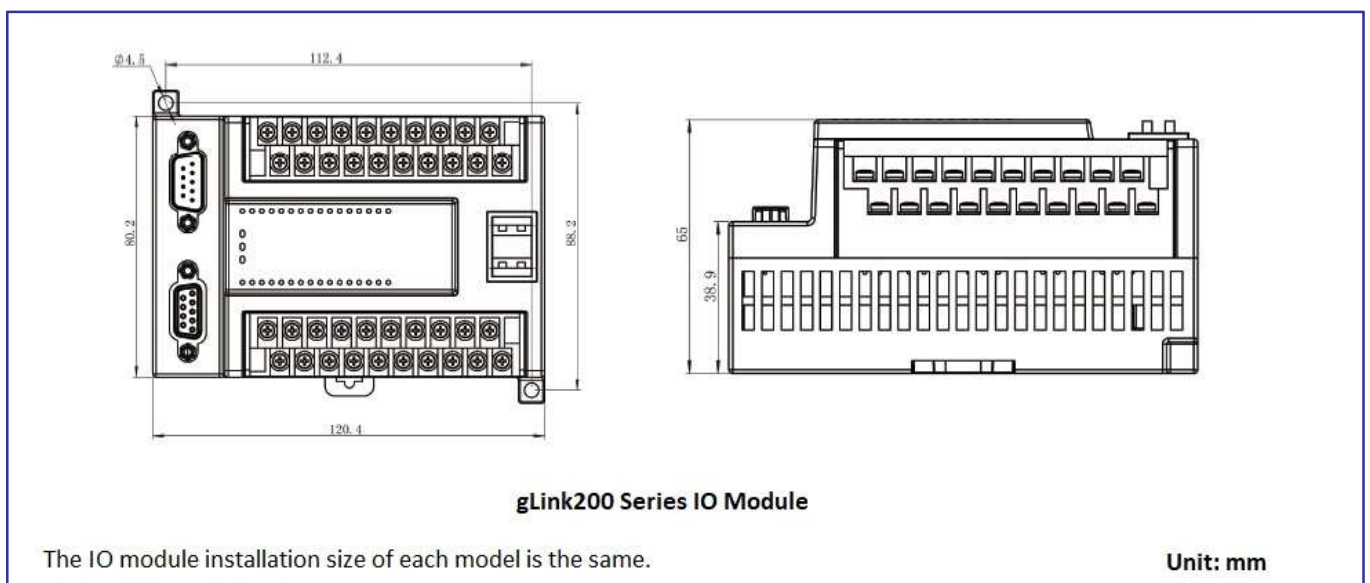 Ø4.5
112.4
80.2
88.2
120.4
65
38.9
gLink200 Series IO Module
The IO module installation size of each model is the same.
Unit: mm